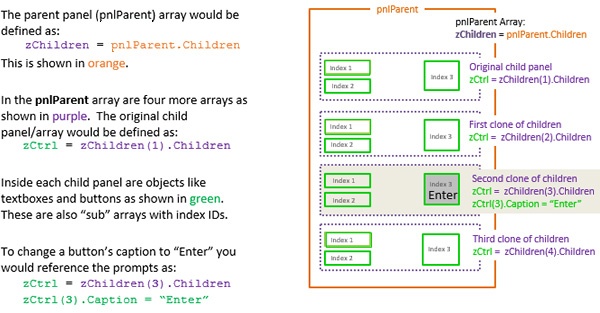 The parent panel (pnlParent) array would be
defined as:
zChildren = pnlParent.Children
This is shown in orange.
In the pnlParent array are four more arrays as
shown in purple. The original child
panel/array would be defined as:
zCtrl = zChildren(1).Children
Inside each child panel are objects like
textboxes and buttons as shown in green.
These are also “sub” arrays with index IDs.
To change a button’s caption to “Enter” you
would reference the prompts as:
zCtrl = zChildren(3).Children
zCtrl(3).Caption = “Enter”
pnlParent
pnlParent Array:
zChildren = pnlParent.Children
Index 1
Index 2
Index 3
Original child panel
zCtrl = zChildren(1).Children
Index 1
Index 2
Index 3
First clone of children
zCtrl = zChildren(2).Children
Index 1
Index 2
Index 3
Enter
Second clone of children
zCtrl = zChildren(3).Children
zCtrl(3).Caption = “Enter”
Index 1
Index 2
Index 3
Third clone of children
zCtrl = zChildren(4).Children